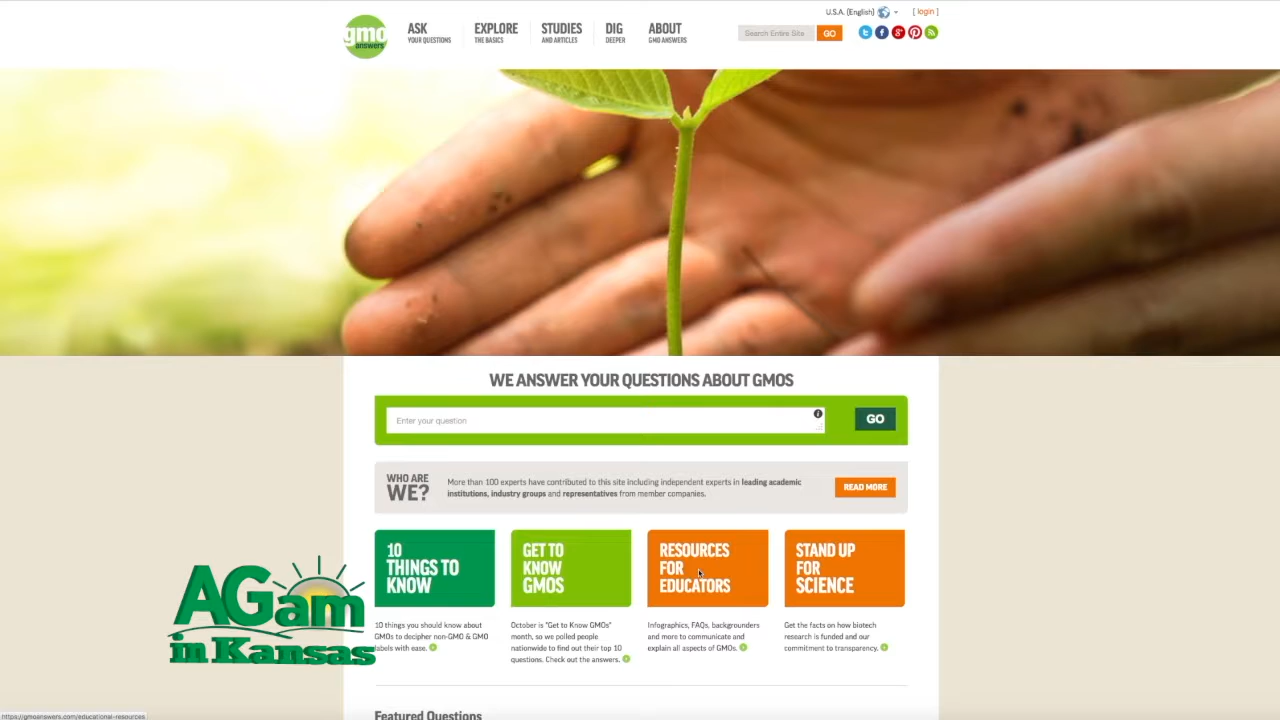 U.S.A. (English)
[ login ]
gmo
answers
ASK
YOUR QUESTIONS
EXPLORE
THE BASICS
STUDIES
AND ARTICLES
DIG
DEEPER
ABOUT
GMO ANSWERS
Search Entire Site
GO
WE ANSWER YOUR QUESTIONS ABOUT GMOS
Enter your question
GO
WHO ARE
WE?
More than 100 experts have contributed to this site including independent experts in leading academic
institutions, industry groups and representatives from member companies.
READ MORE
10
THINGS TO
KNOW
GET TO
KNOW
GMOS
RESOURCES
FOR
EDUCATORS
STAND UP
FOR
SCIENCE
10 things you should know about
GMOs to decipher non-GMO & GMO
labels with ease.
October is "Get to Know GMOs"
month, so we polled people
nationwide to find out their top 10
questions. Check out the answers.
Infographics, FAQs, backgrounders
and more to communicate and
explain all aspects of GMOs.
Get the facts on how biotech
research is funded and our
commitment to transparency.
AGam
in Kansas
Featured Questions
https://gmoanswers.com/educational-resources